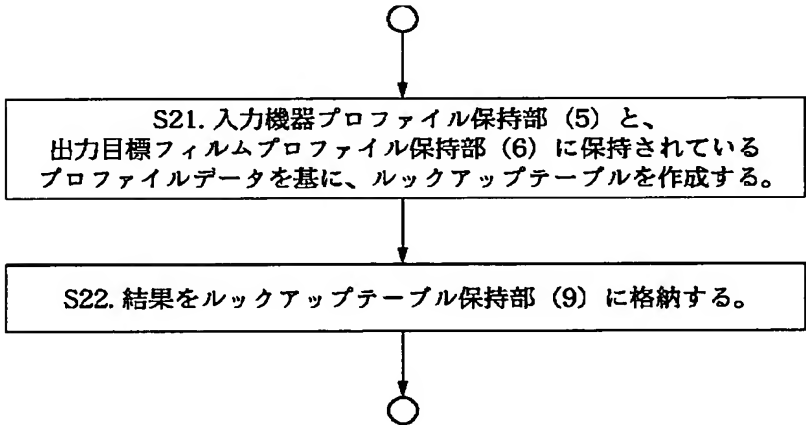 S21. 入力機器プロファイル保持部（5）と、
出力目標フィルムプロファイル保持部（6）に保持されている
プロファイルデータを基に、ルックアップテーブルを作成する。
S22. 結果をルックアップテーブル保持部（9）に格納する。